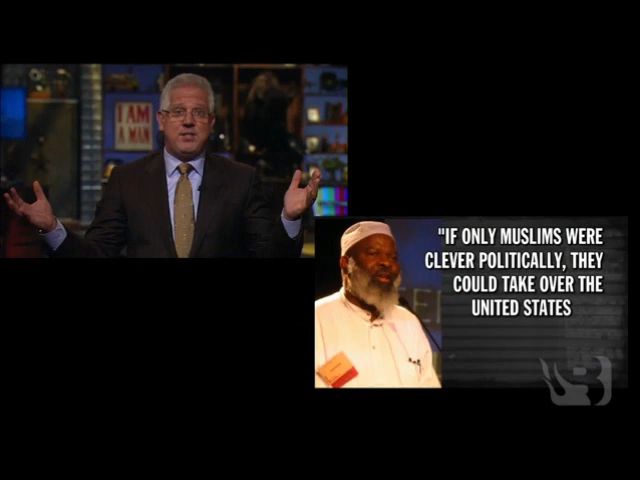 I AM
A MAN
"IF ONLY MUSLIMS WERE
CLEVER POLITICALLY, THEY
COULD TAKE OVER THE
UNITED STATES
B